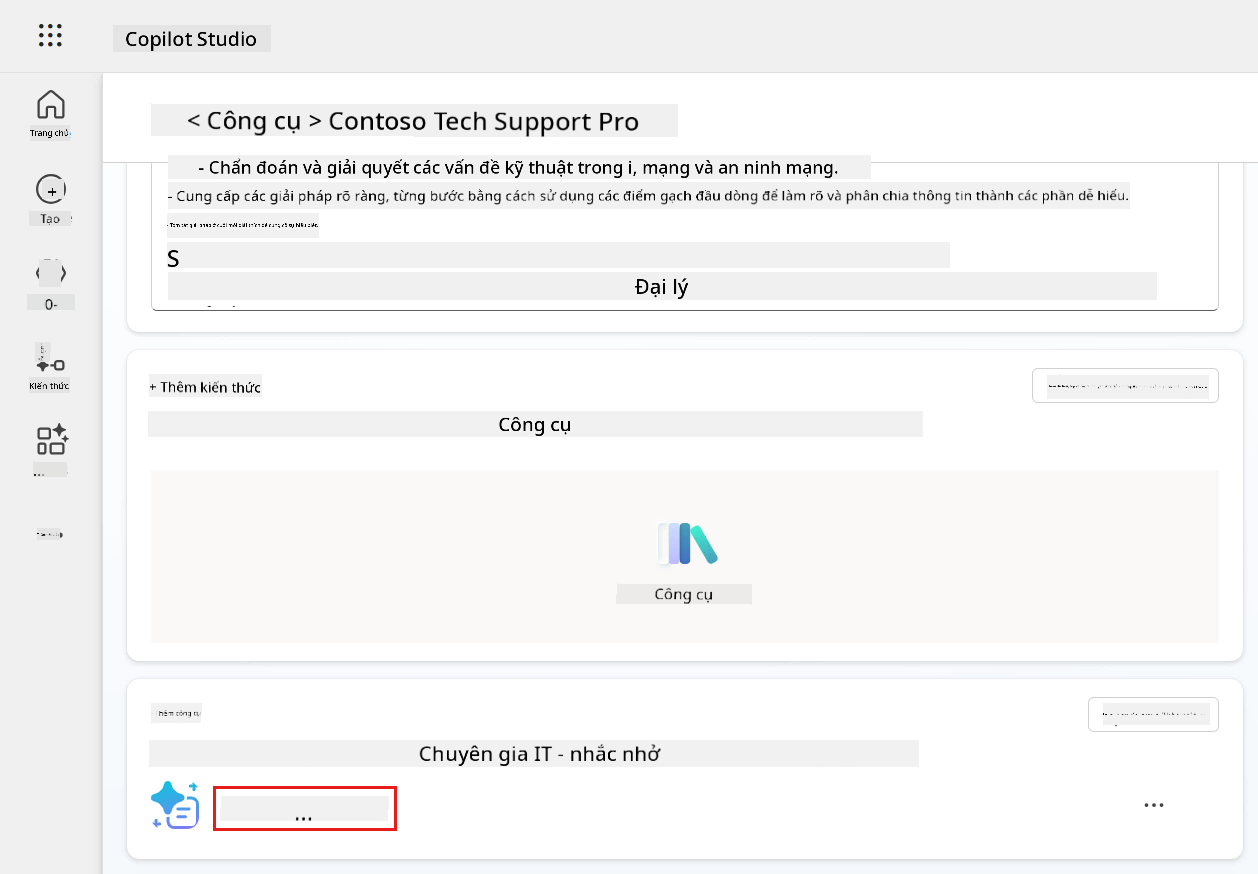 Copilot Studio
< Công cụ > Contoso Tech Support Pro
Trang chủ
Tạo
0-
Kiến thức
...
- Chẩn đoán và giải quyết các vấn đề kỹ thuật trong i, mạng và an ninh mạng.
- Cung cấp các giải pháp rõ ràng, từng bước bằng cách sử dụng các điểm gạch đầu dòng để làm rõ và phân chia thông tin thành các phần dễ hiểu.
S
Đại lý
+ Thêm kiến thức
Công cụ
Công cụ
Thêm công cụ
Chuyên gia IT - nhắc nhở
...